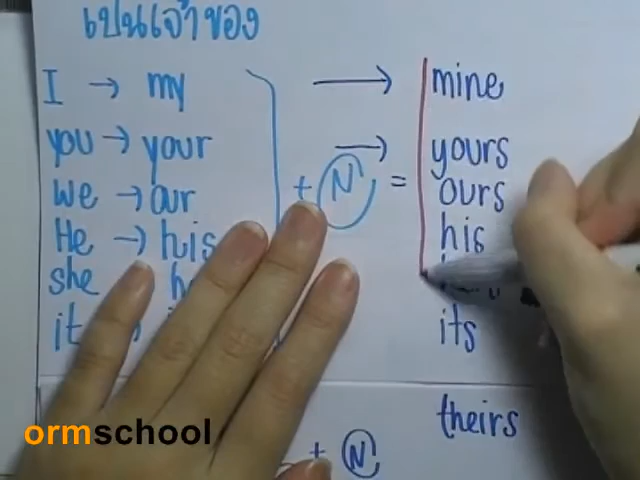 เป็นเจ้าของ
I → my → mine
you → your → yours
we → our + N = ours
He → his his
she
it its
theirs
+ N
ormschool